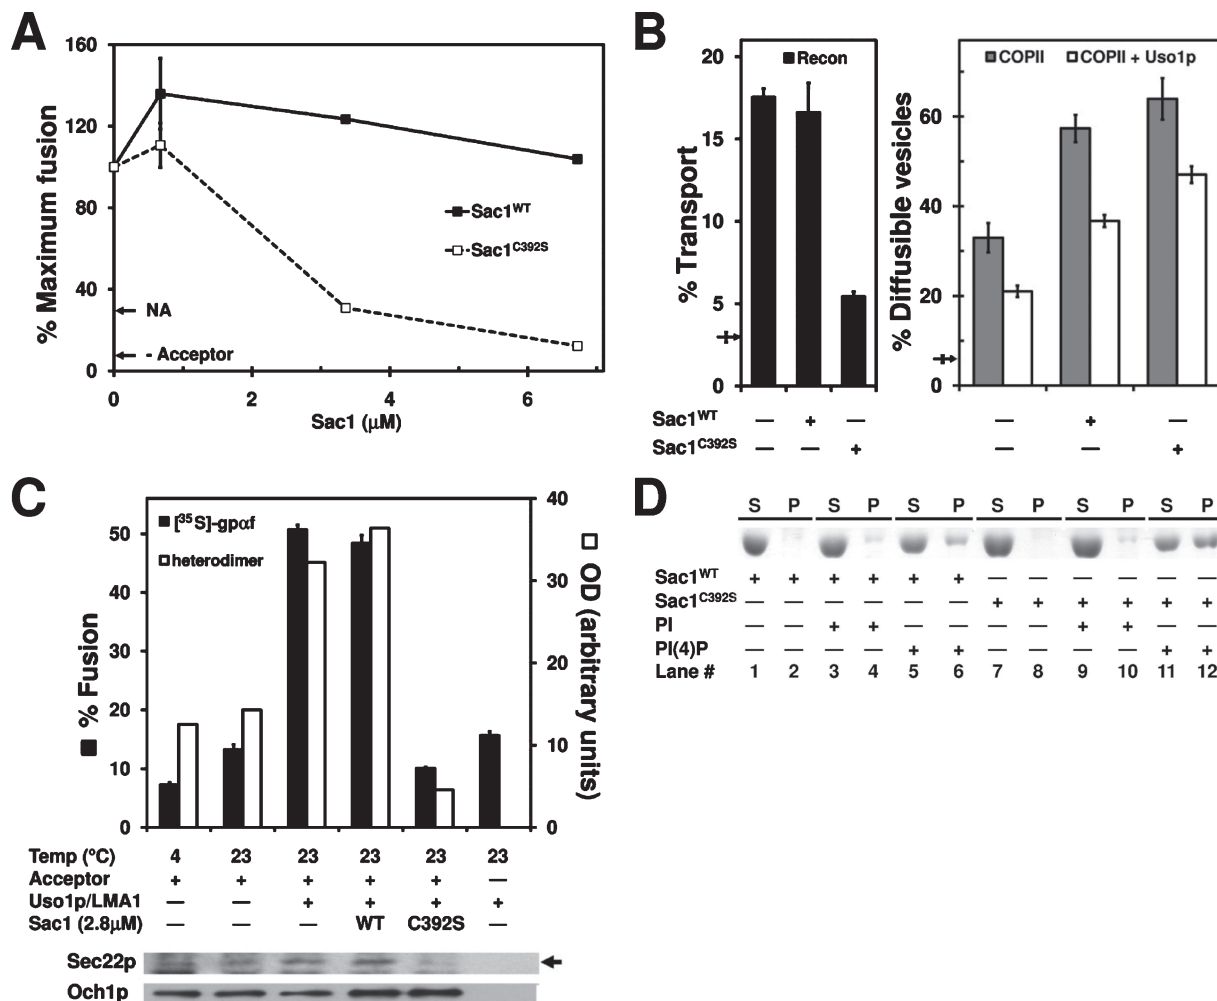 A
160
120
80
40
0
% Maximum fusion
Sac1WT
Sac1C392S
NA
- Acceptor
0 2 4 6
Sac1 (μM)
B
20
15
10
5
0
% Transport
Recon
+
COPII COPII + Uso1p
60
40
20
0
% Diffusible vesicles
+
Sac1WT — + — — + —
Sac1C392S — — + — — +
C
50
40
30
20
10
0
% Fusion
[35S]-gpαf
heterodimer
40
30
20
10
0
OD (arbitrary units)
Temp (°C) 4 23 23 23 23 23
Acceptor + + + + + —
Uso1p/LMA1 — — + + + +
Sac1 (2.8μM) — — — WT C392S —
Sec22p
Och1p
D
S P S P S P S P S P S P
Sac1WT + + + + + + — — — — — —
Sac1C392S — — — — — — + + + + + +
PI — — + + — — — — + + — —
PI(4)P — — — — + + — — — — + +
Lane # 1 2 3 4 5 6 7 8 9 10 11 12